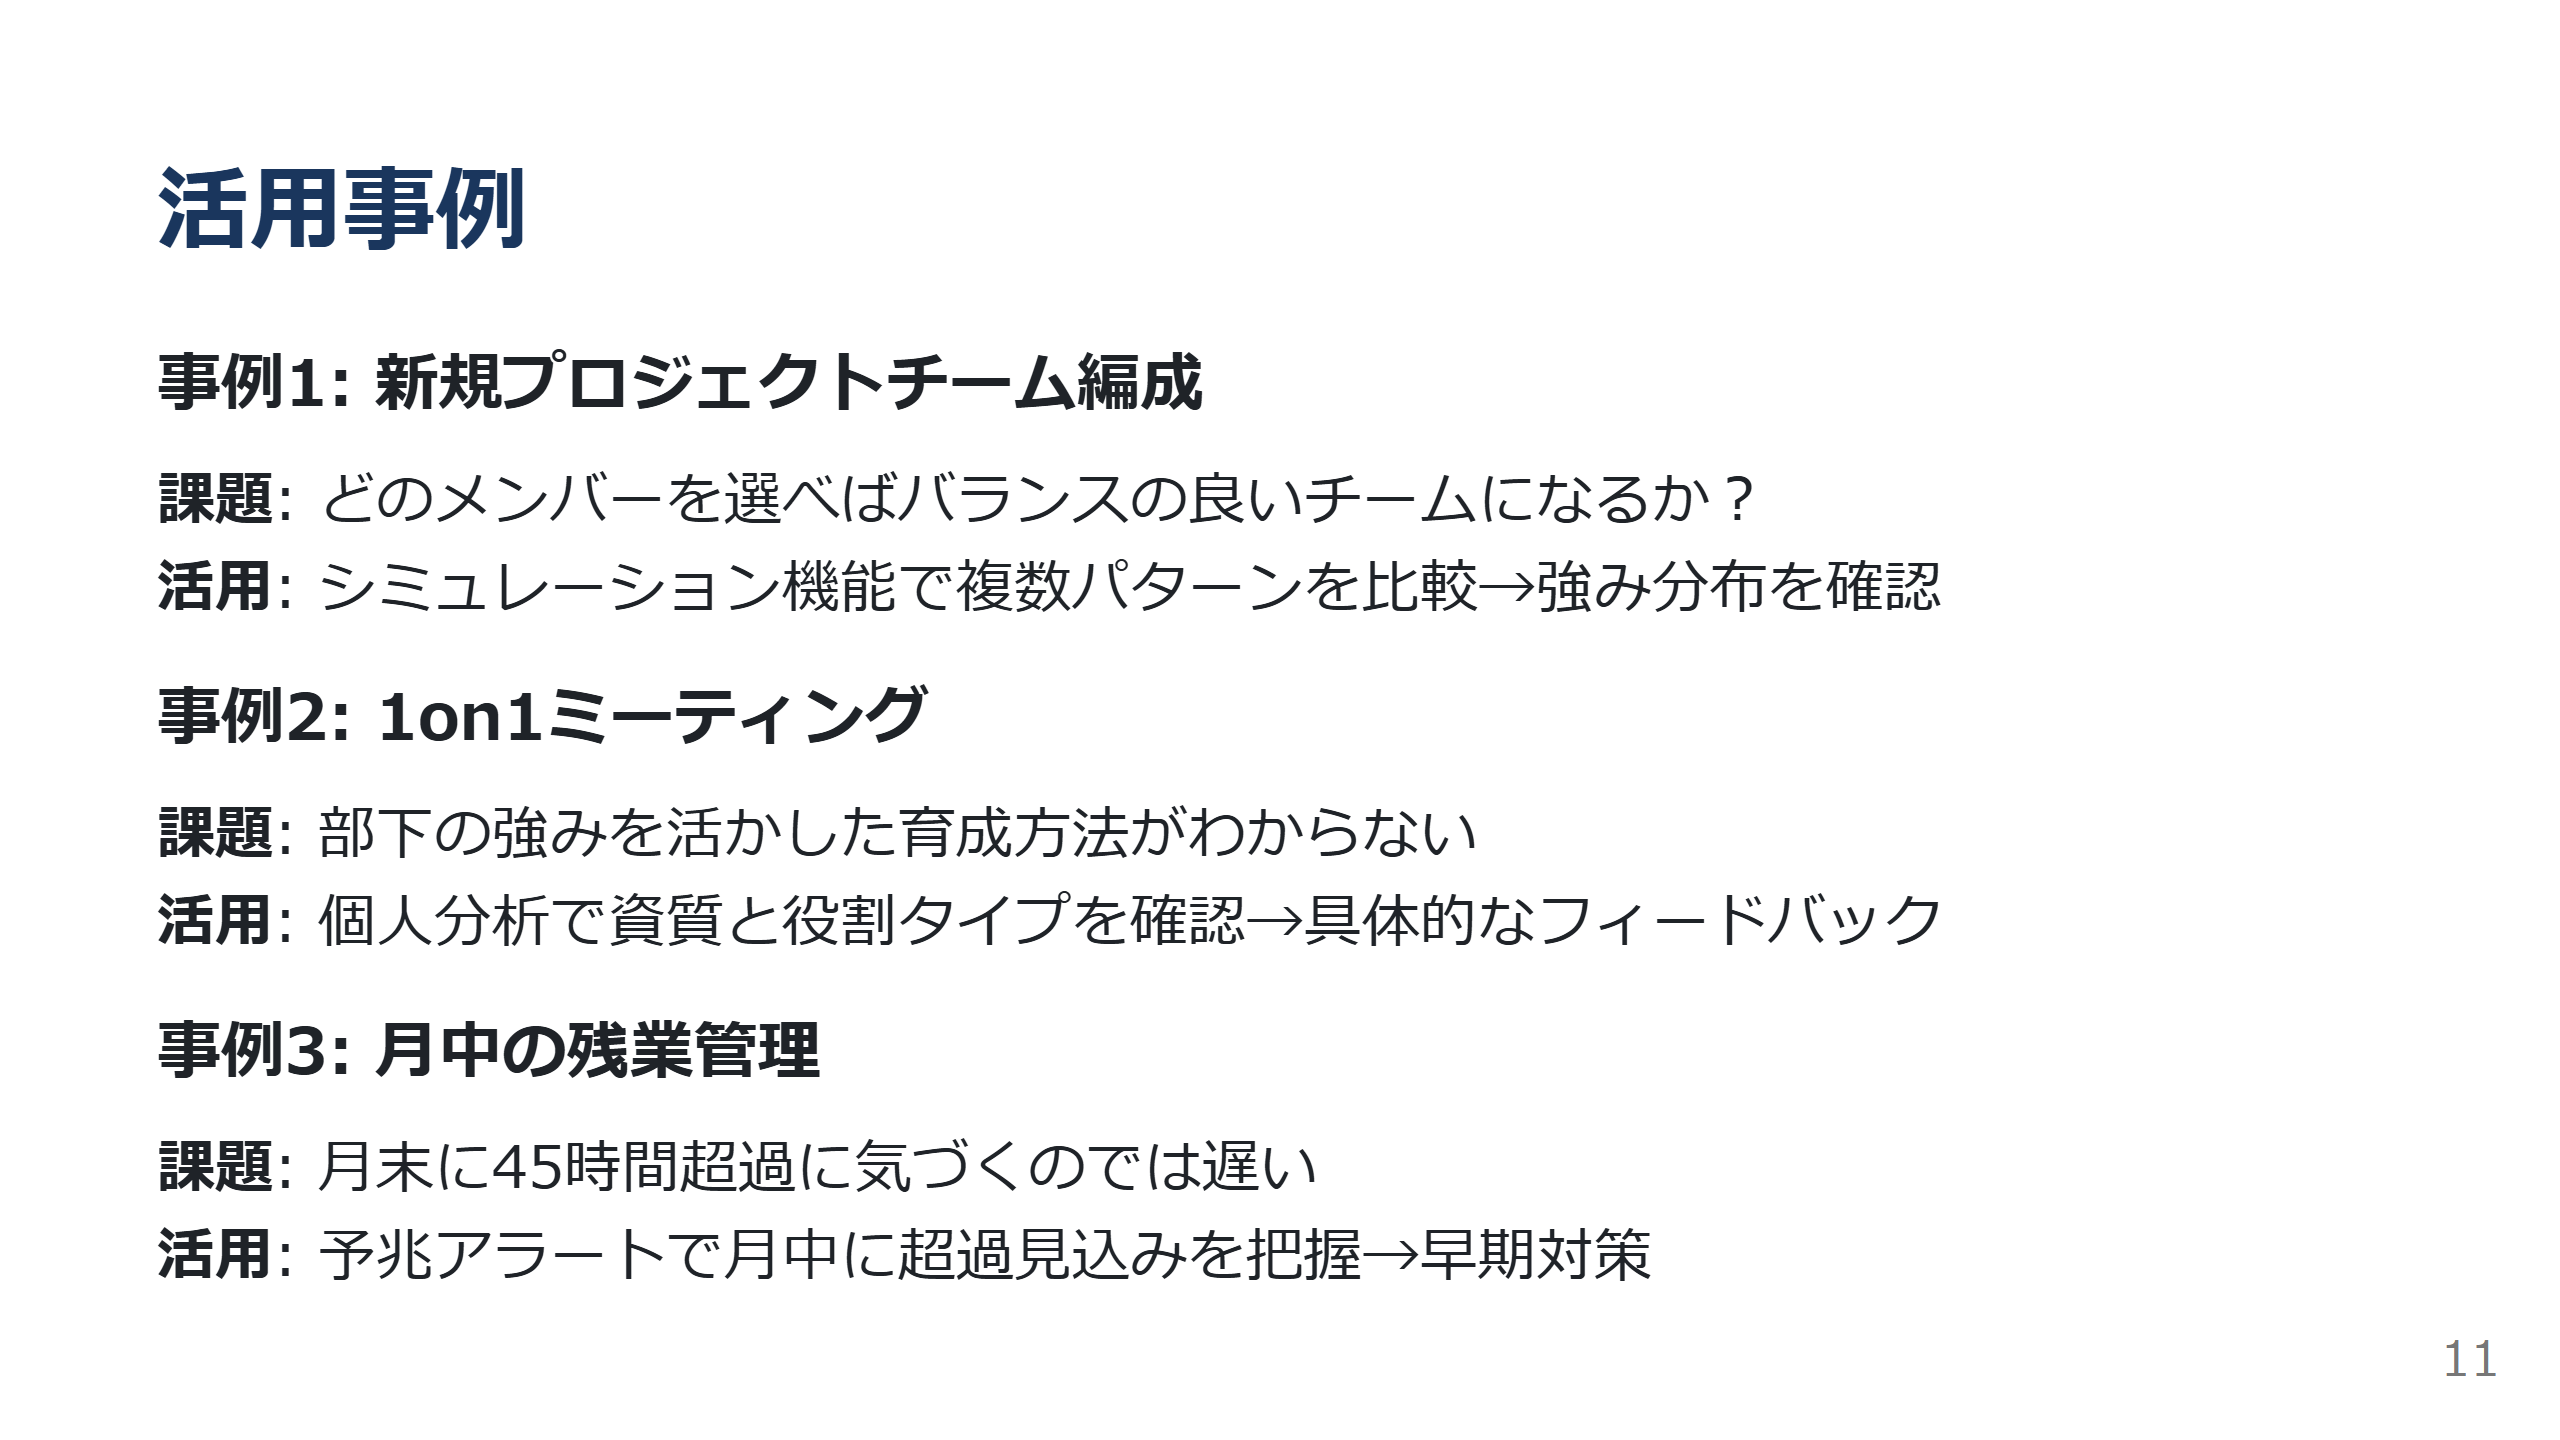 活用事例
事例1: 新規プロジェクトチーム編成
課題: どのメンバーを選べばバランスの良いチームになるか？
活用: シミュレーション機能で複数パターンを比較→強み分布を確認
事例2: 1on1ミーティング
課題: 部下の強みを活かした育成方法がわからない
活用: 個人分析で資質と役割タイプを確認→具体的なフィードバック
事例3: 月中の残業管理
課題: 月末に45時間超過に気づくのでは遅い
活用: 予兆アラートで月中に超過見込みを把握→早期対策
11